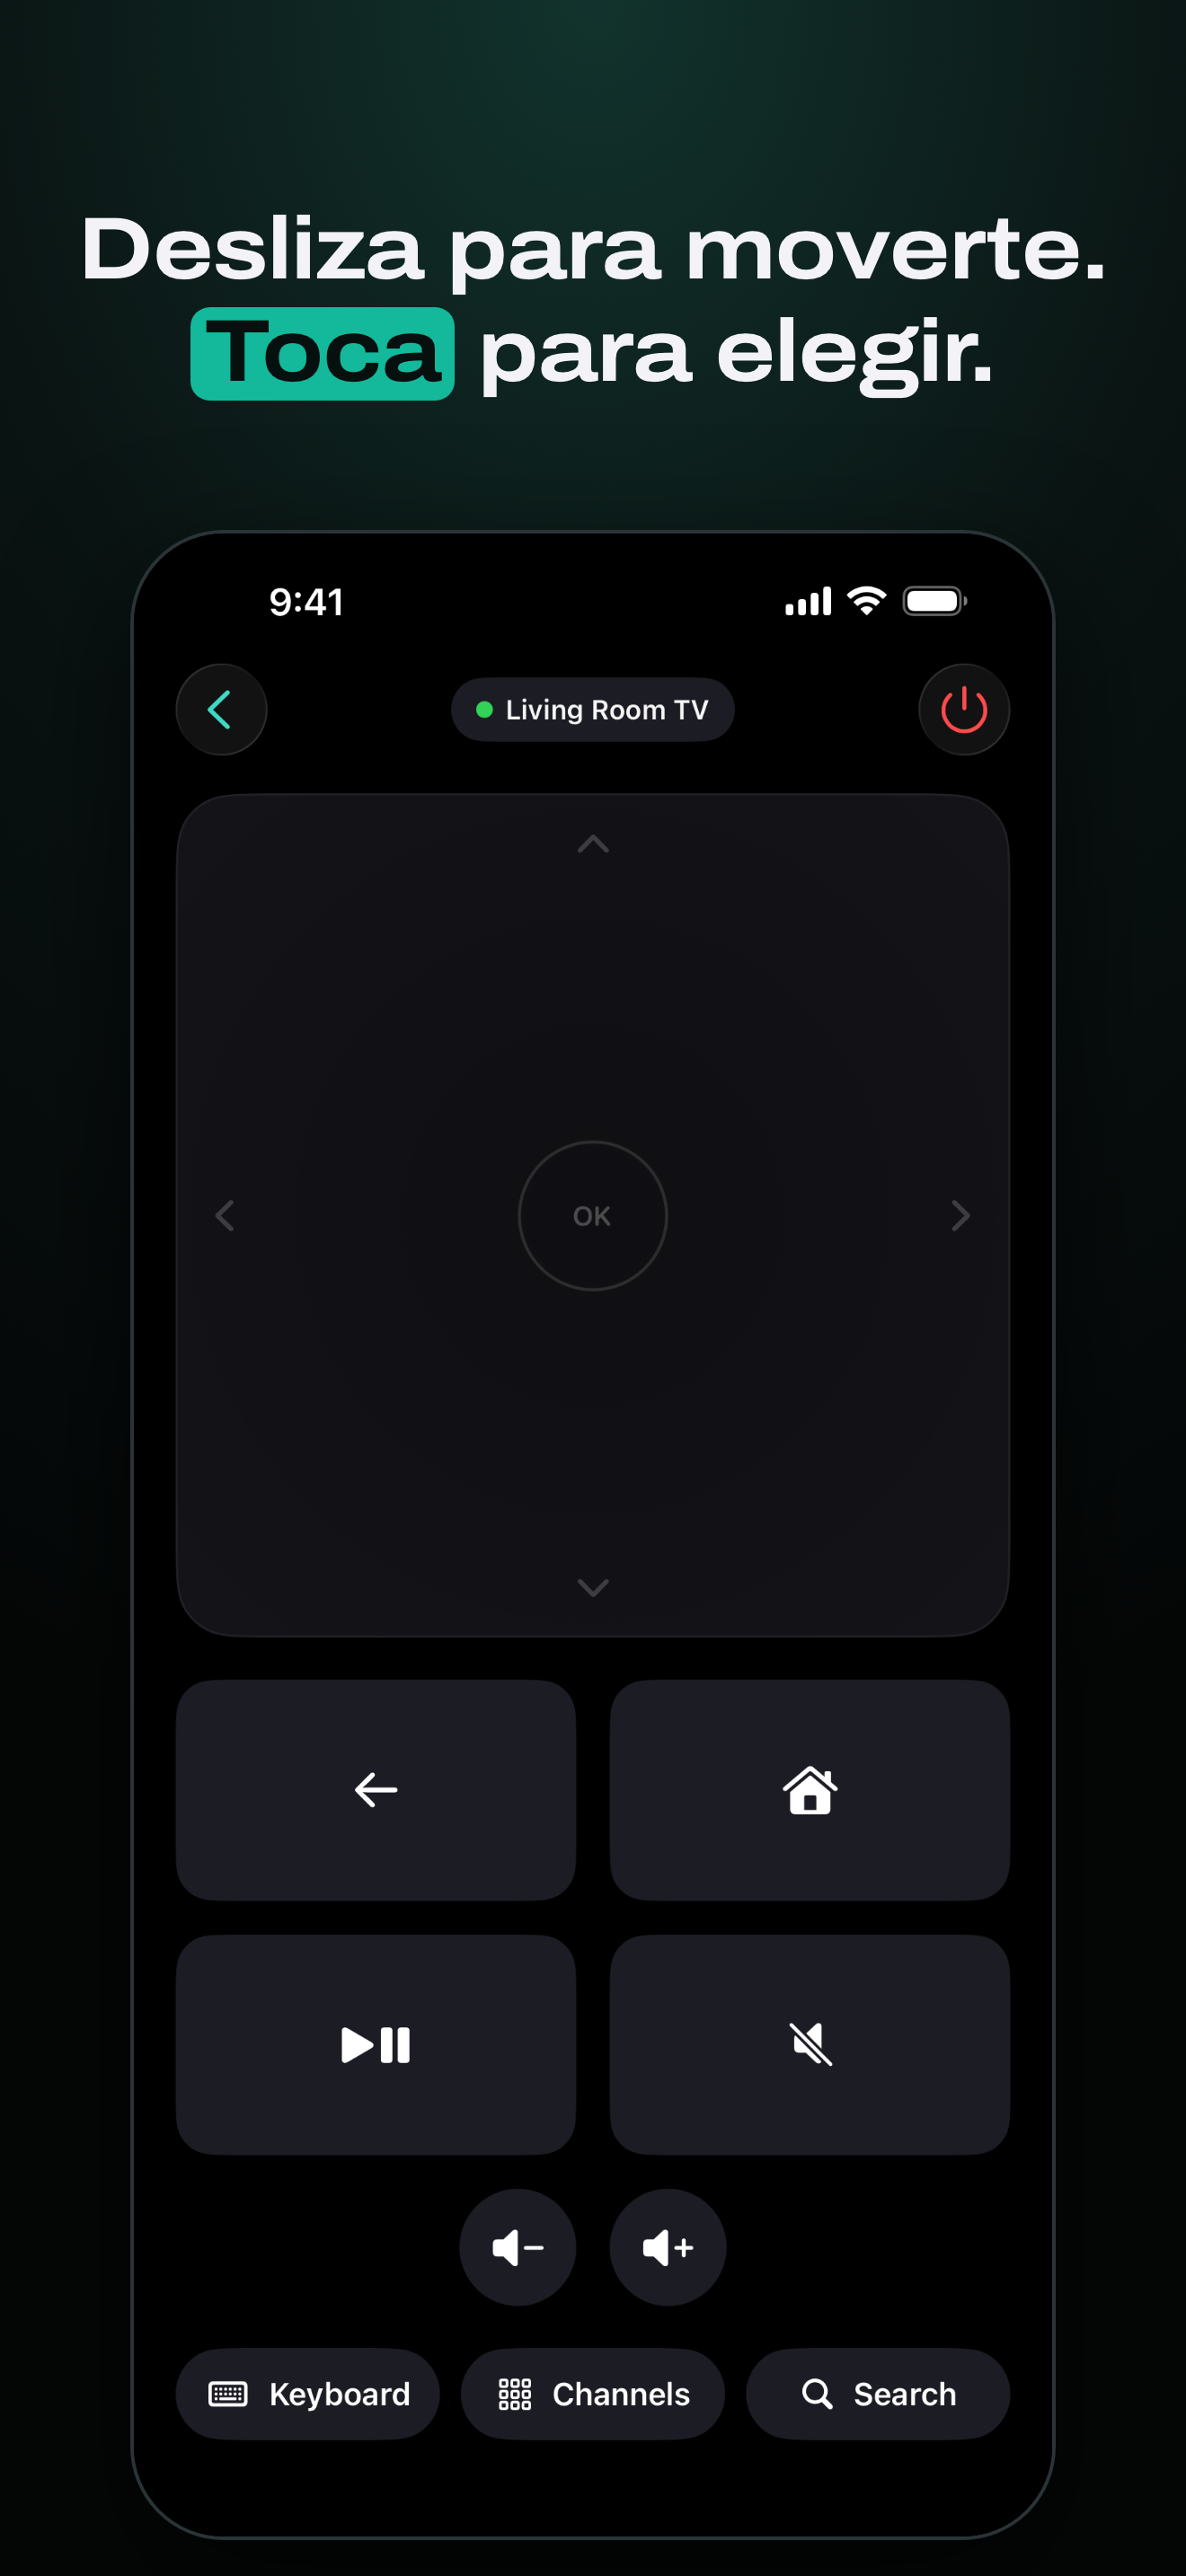 Desliza para moverte.
Toca para elegir.
9:41
Living Room TV
OK
Keyboard
Channels
Search